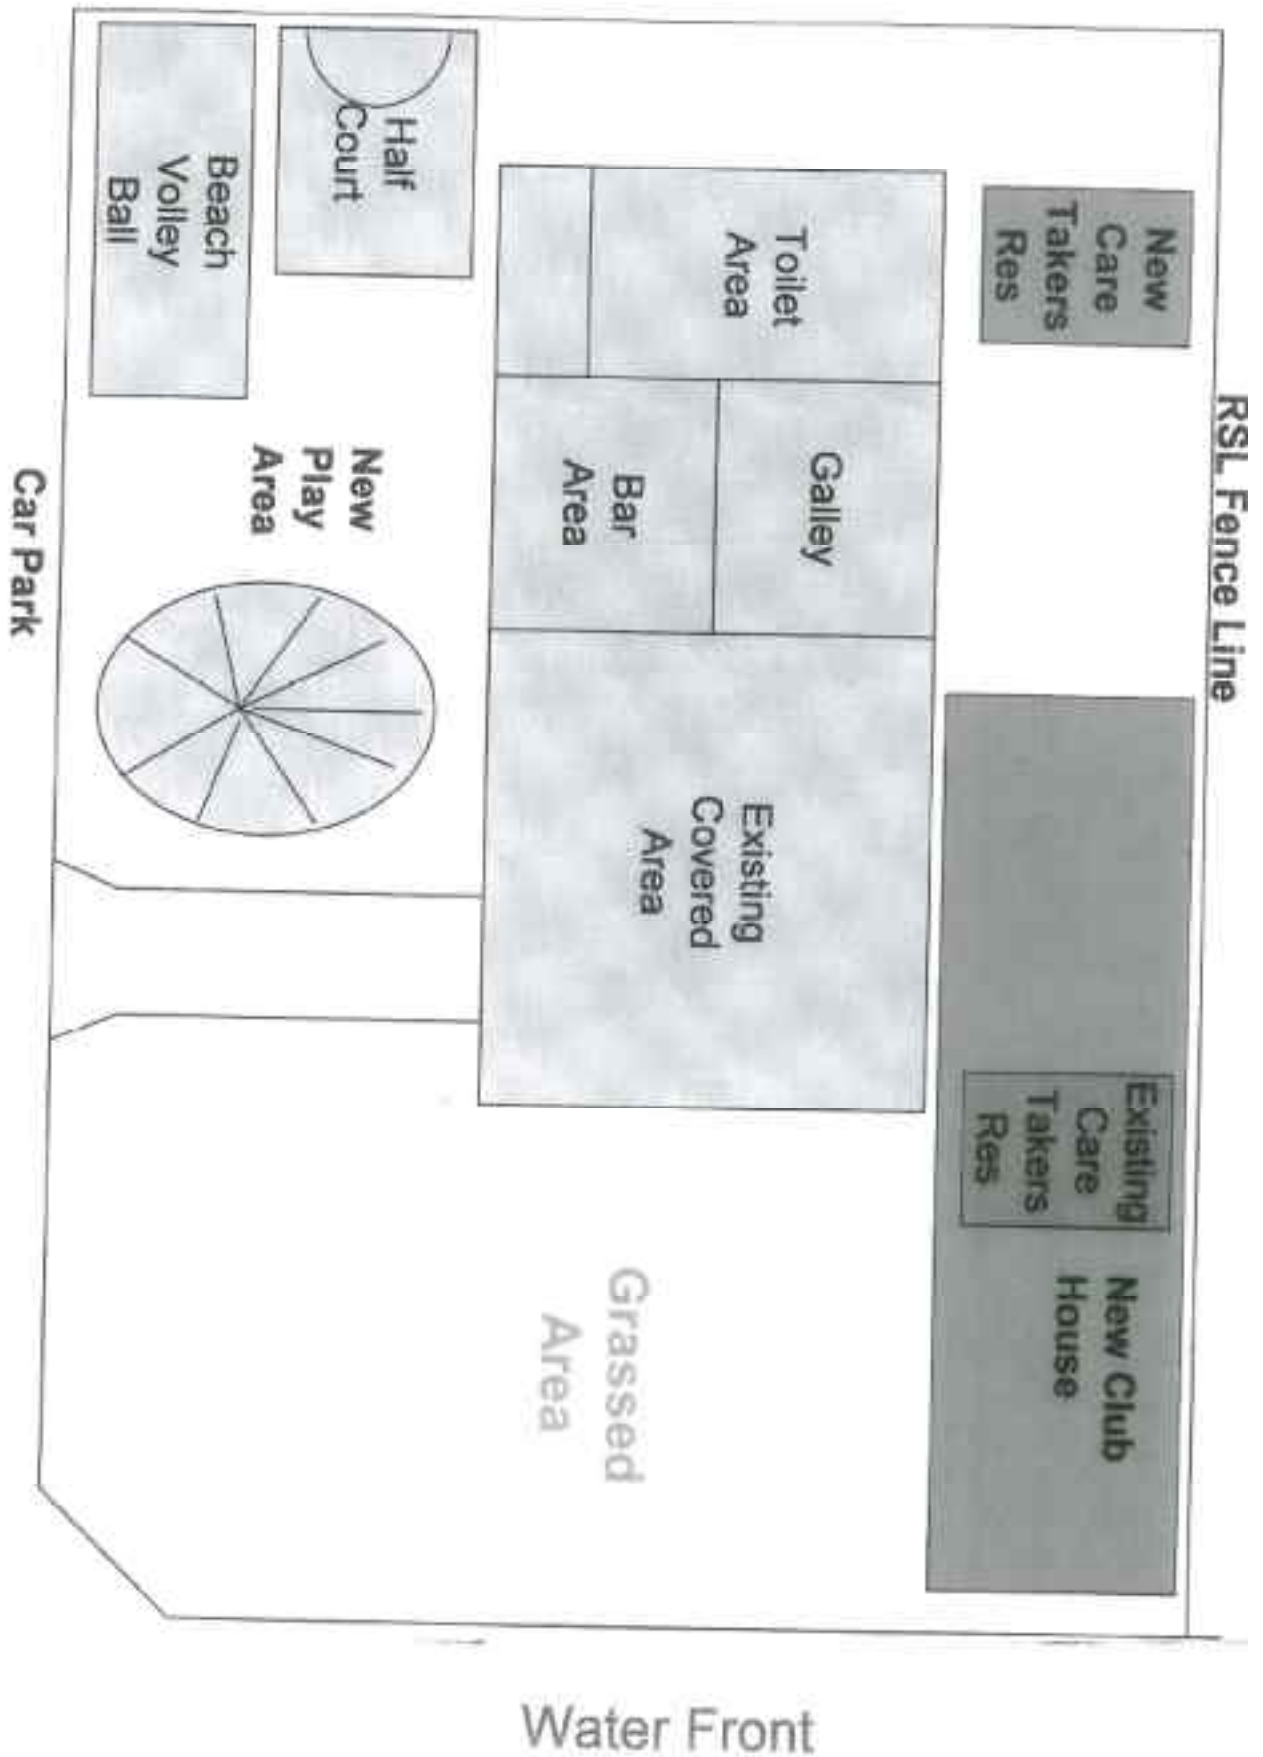 RSL Fence Line
New
Care
Takers
Res
Existing
Care
Takers
Res
New Club
House
Toilet
Area
Galley
Bar
Area
Existing
Covered
Area
Half
Court
Beach
Volley
Ball
New
Play
Area
Grassed
Area
Car Park
Water Front